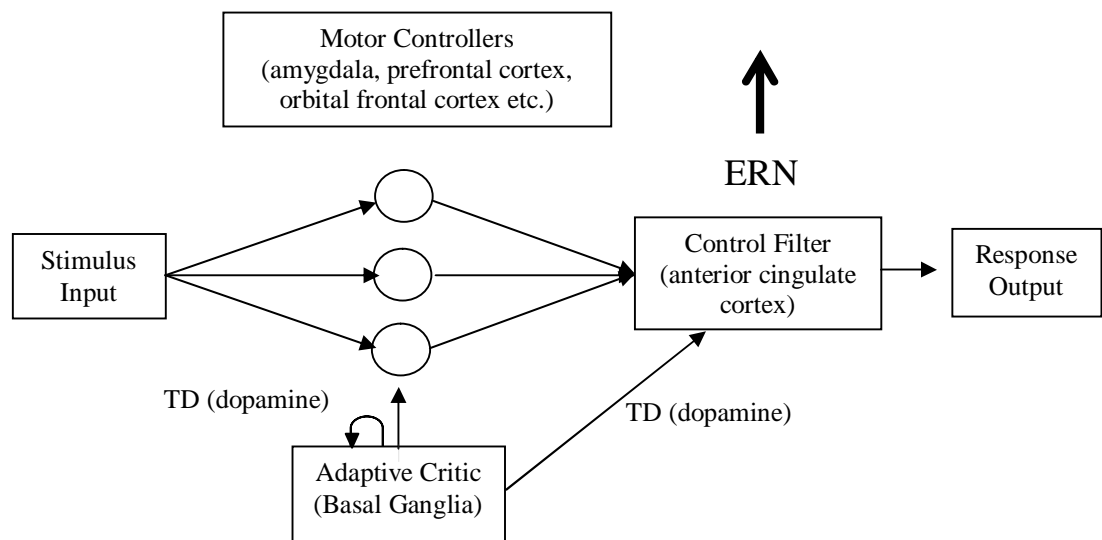 Motor Controllers
(amygdala, prefrontal cortex,
orbital frontal cortex etc.)
ERN
Stimulus
Input
Control Filter
(anterior cingulate
cortex)
Response
Output
TD (dopamine)
TD (dopamine)
Adaptive Critic
(Basal Ganglia)